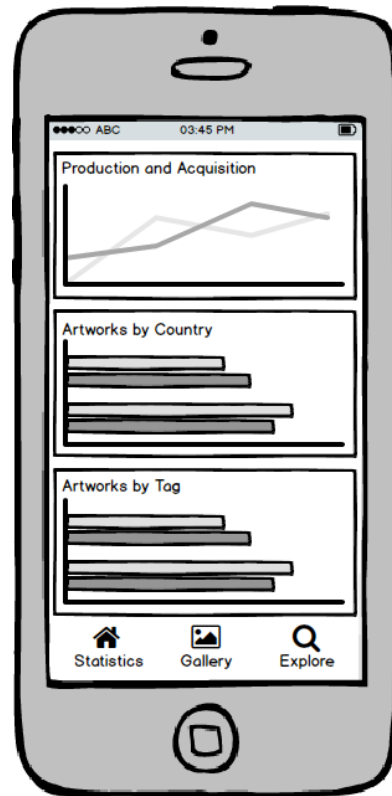 ABC 03:45 PM
Production and Acquisition
Artworks by Country
Artworks by Tag
Statistics Gallery Explore